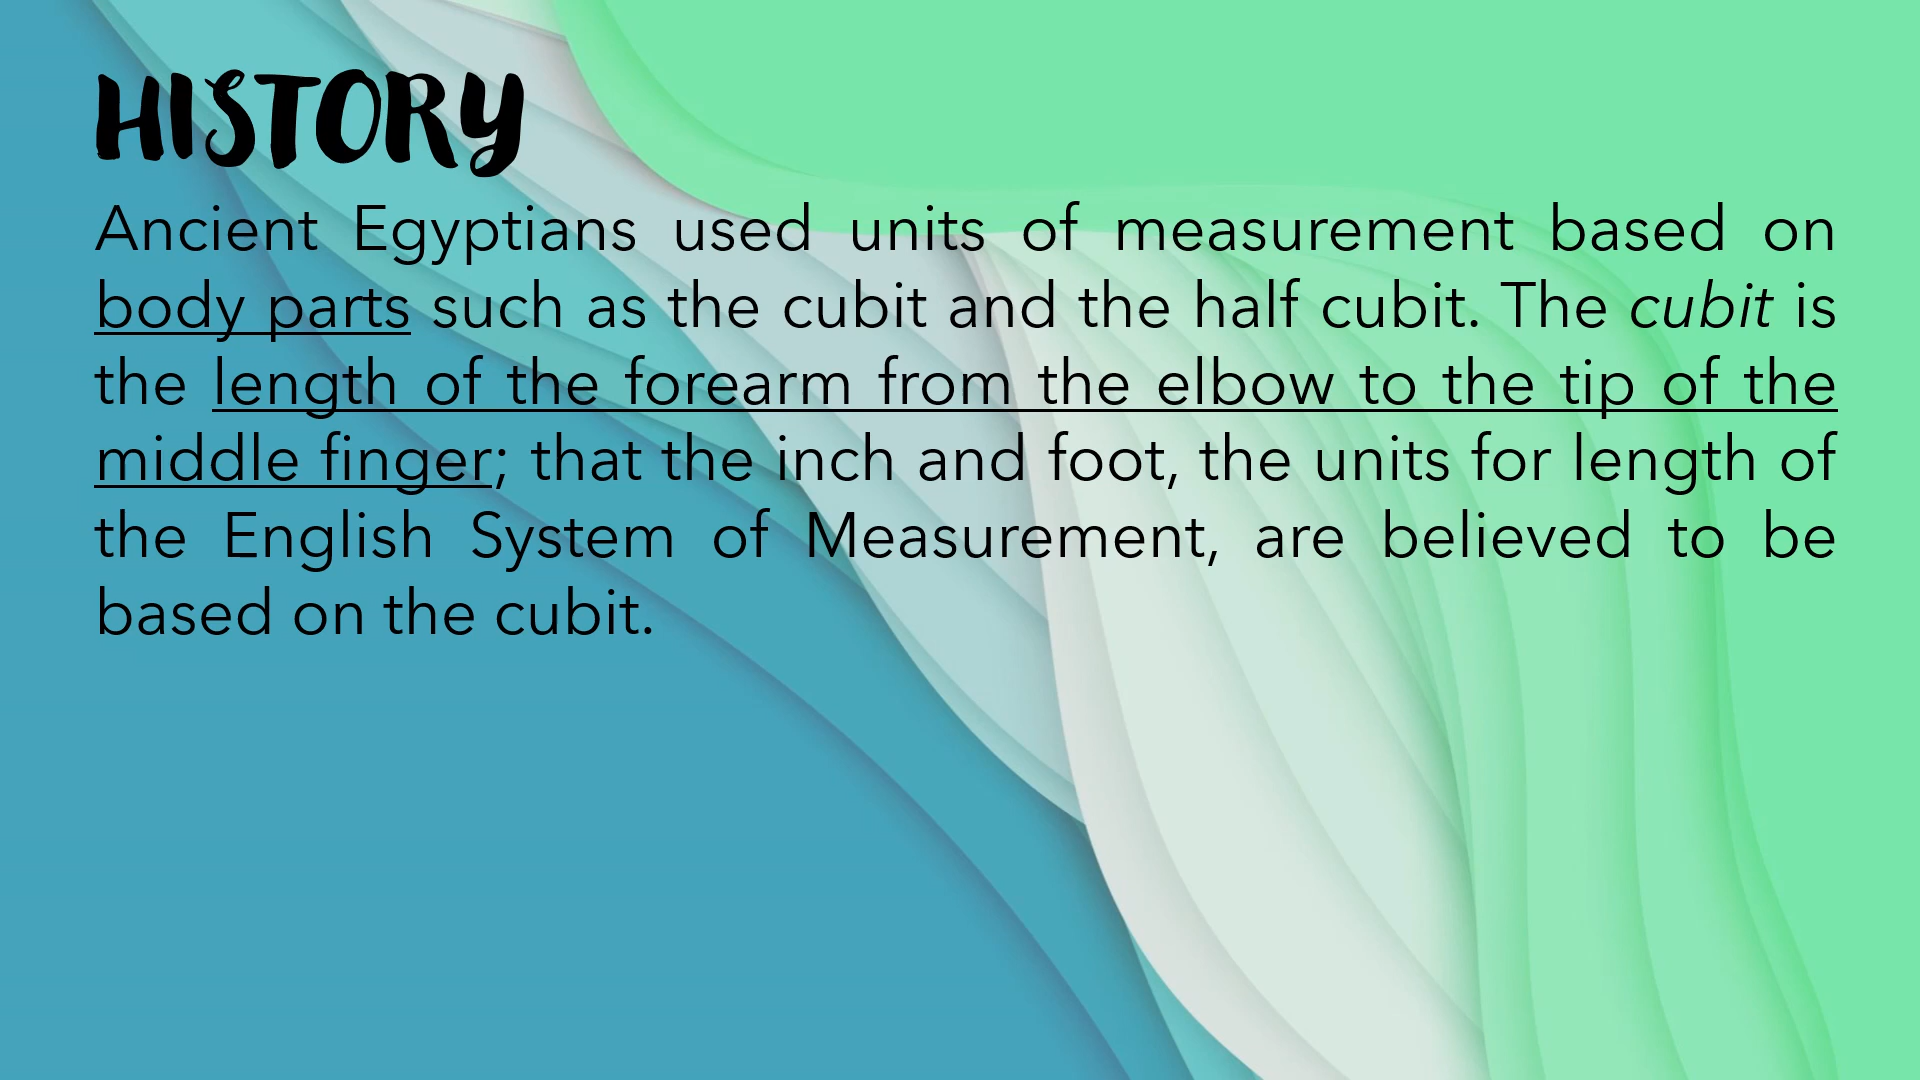 HISTORY
Ancient Egyptians used units of measurement based on
body parts such as the cubit and the half cubit. The cubit is
the length of the forearm from the elbow to the tip of the
middle finger; that the inch and foot, the units for length of
the English System of Measurement, are believed to be
based on the cubit.